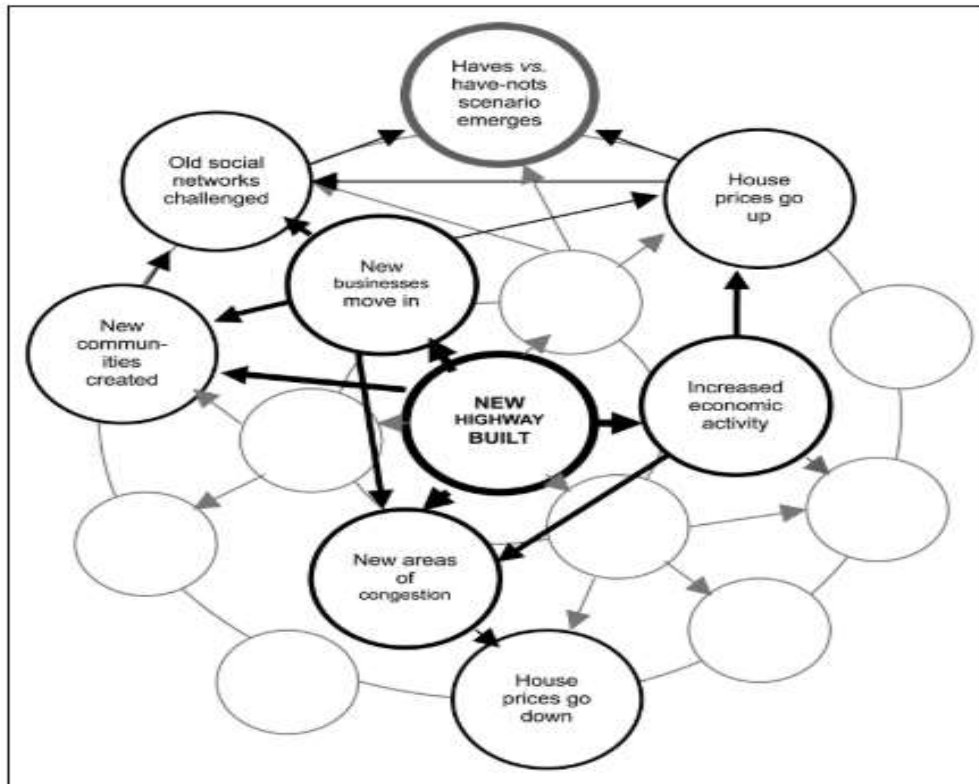 Haves vs.
have-nots
scenario
emerges
Old social
networks
challenged
House
prices go
up
New
businesses
move in
New
commun-
ities
created
NEW
HIGHWAY
BUILT
Increased
economic
activity
New areas
of
congestion
House
prices go
down